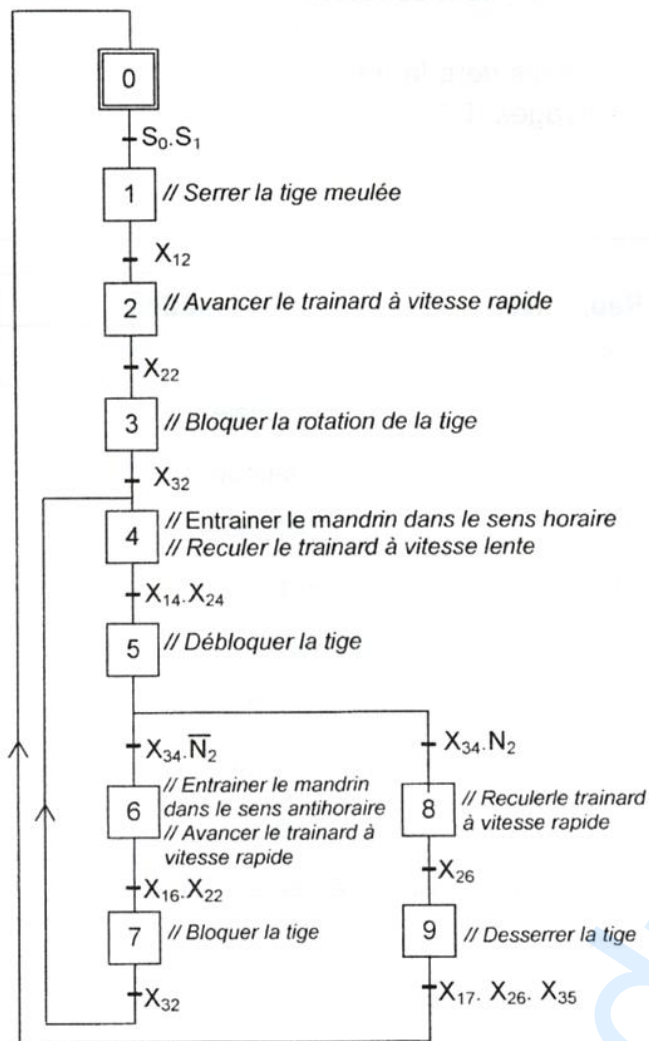 0
S₀.S₁
1 // Serrer la tige meulée
X₁₂
2 // Avancer le trainard à vitesse rapide
X₂₂
3 // Bloquer la rotation de la tige
X₃₂
4 // Entrainer le mandrin dans le sens horaire
// Reculer le trainard à vitesse lente
X₁₄.X₂₄
5 // Débloquer la tige
X₃₄.N̅₂
6 // Entrainer le mandrin
dans le sens antihoraire
// Avancer le trainard à
vitesse rapide
X₁₆.X₂₂
7 // Bloquer la tige
X₃₂
X₃₄.N₂
8 // Reculerle trainard
à vitesse rapide
X₂₆
9 // Desserrer la tige
X₁₇. X₂₆. X₃₅